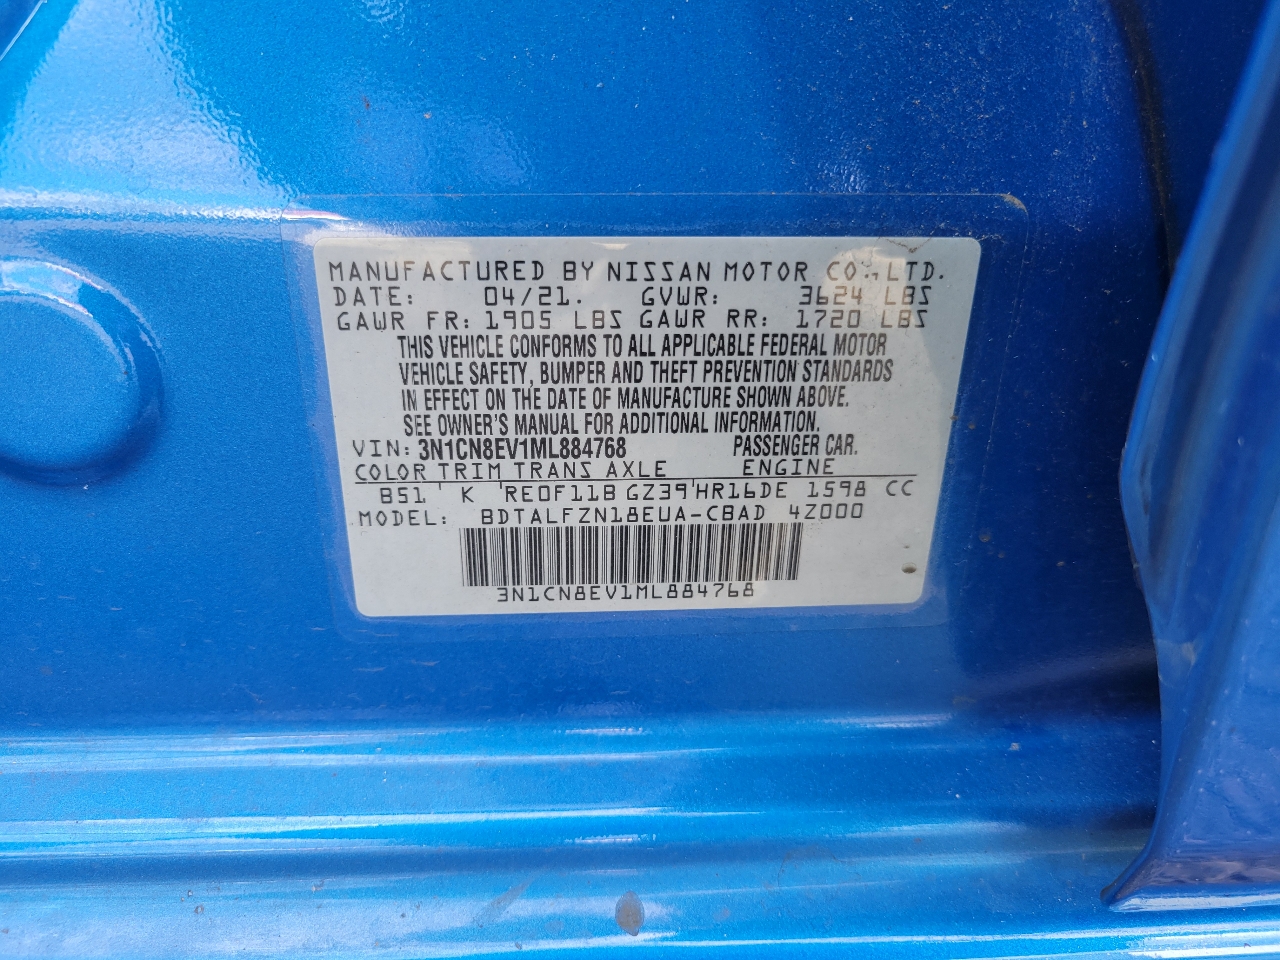 MANUFACTURED BY NISSAN MOTOR CO., LTD.
DATE: 04/21. GVWR: 3624 LBS
GAWR FR: 1905 LBS GAWR RR: 1720 LBS
THIS VEHICLE CONFORMS TO ALL APPLICABLE FEDERAL MOTOR
VEHICLE SAFETY, BUMPER AND THEFT PREVENTION STANDARDS
IN EFFECT ON THE DATE OF MANUFACTURE SHOWN ABOVE.
SEE OWNER'S MANUAL FOR ADDITIONAL INFORMATION.
VIN: 3N1CN8EV1ML884768 PASSENGER CAR.
COLOR TRIM TRANS AXLE ENGINE
B51 K RE0F11B GZ39 HR16DE 1598 CC
MODEL: BDTALFZN18EUA-CBAD 4Z000
3N1CN8EV1ML884768